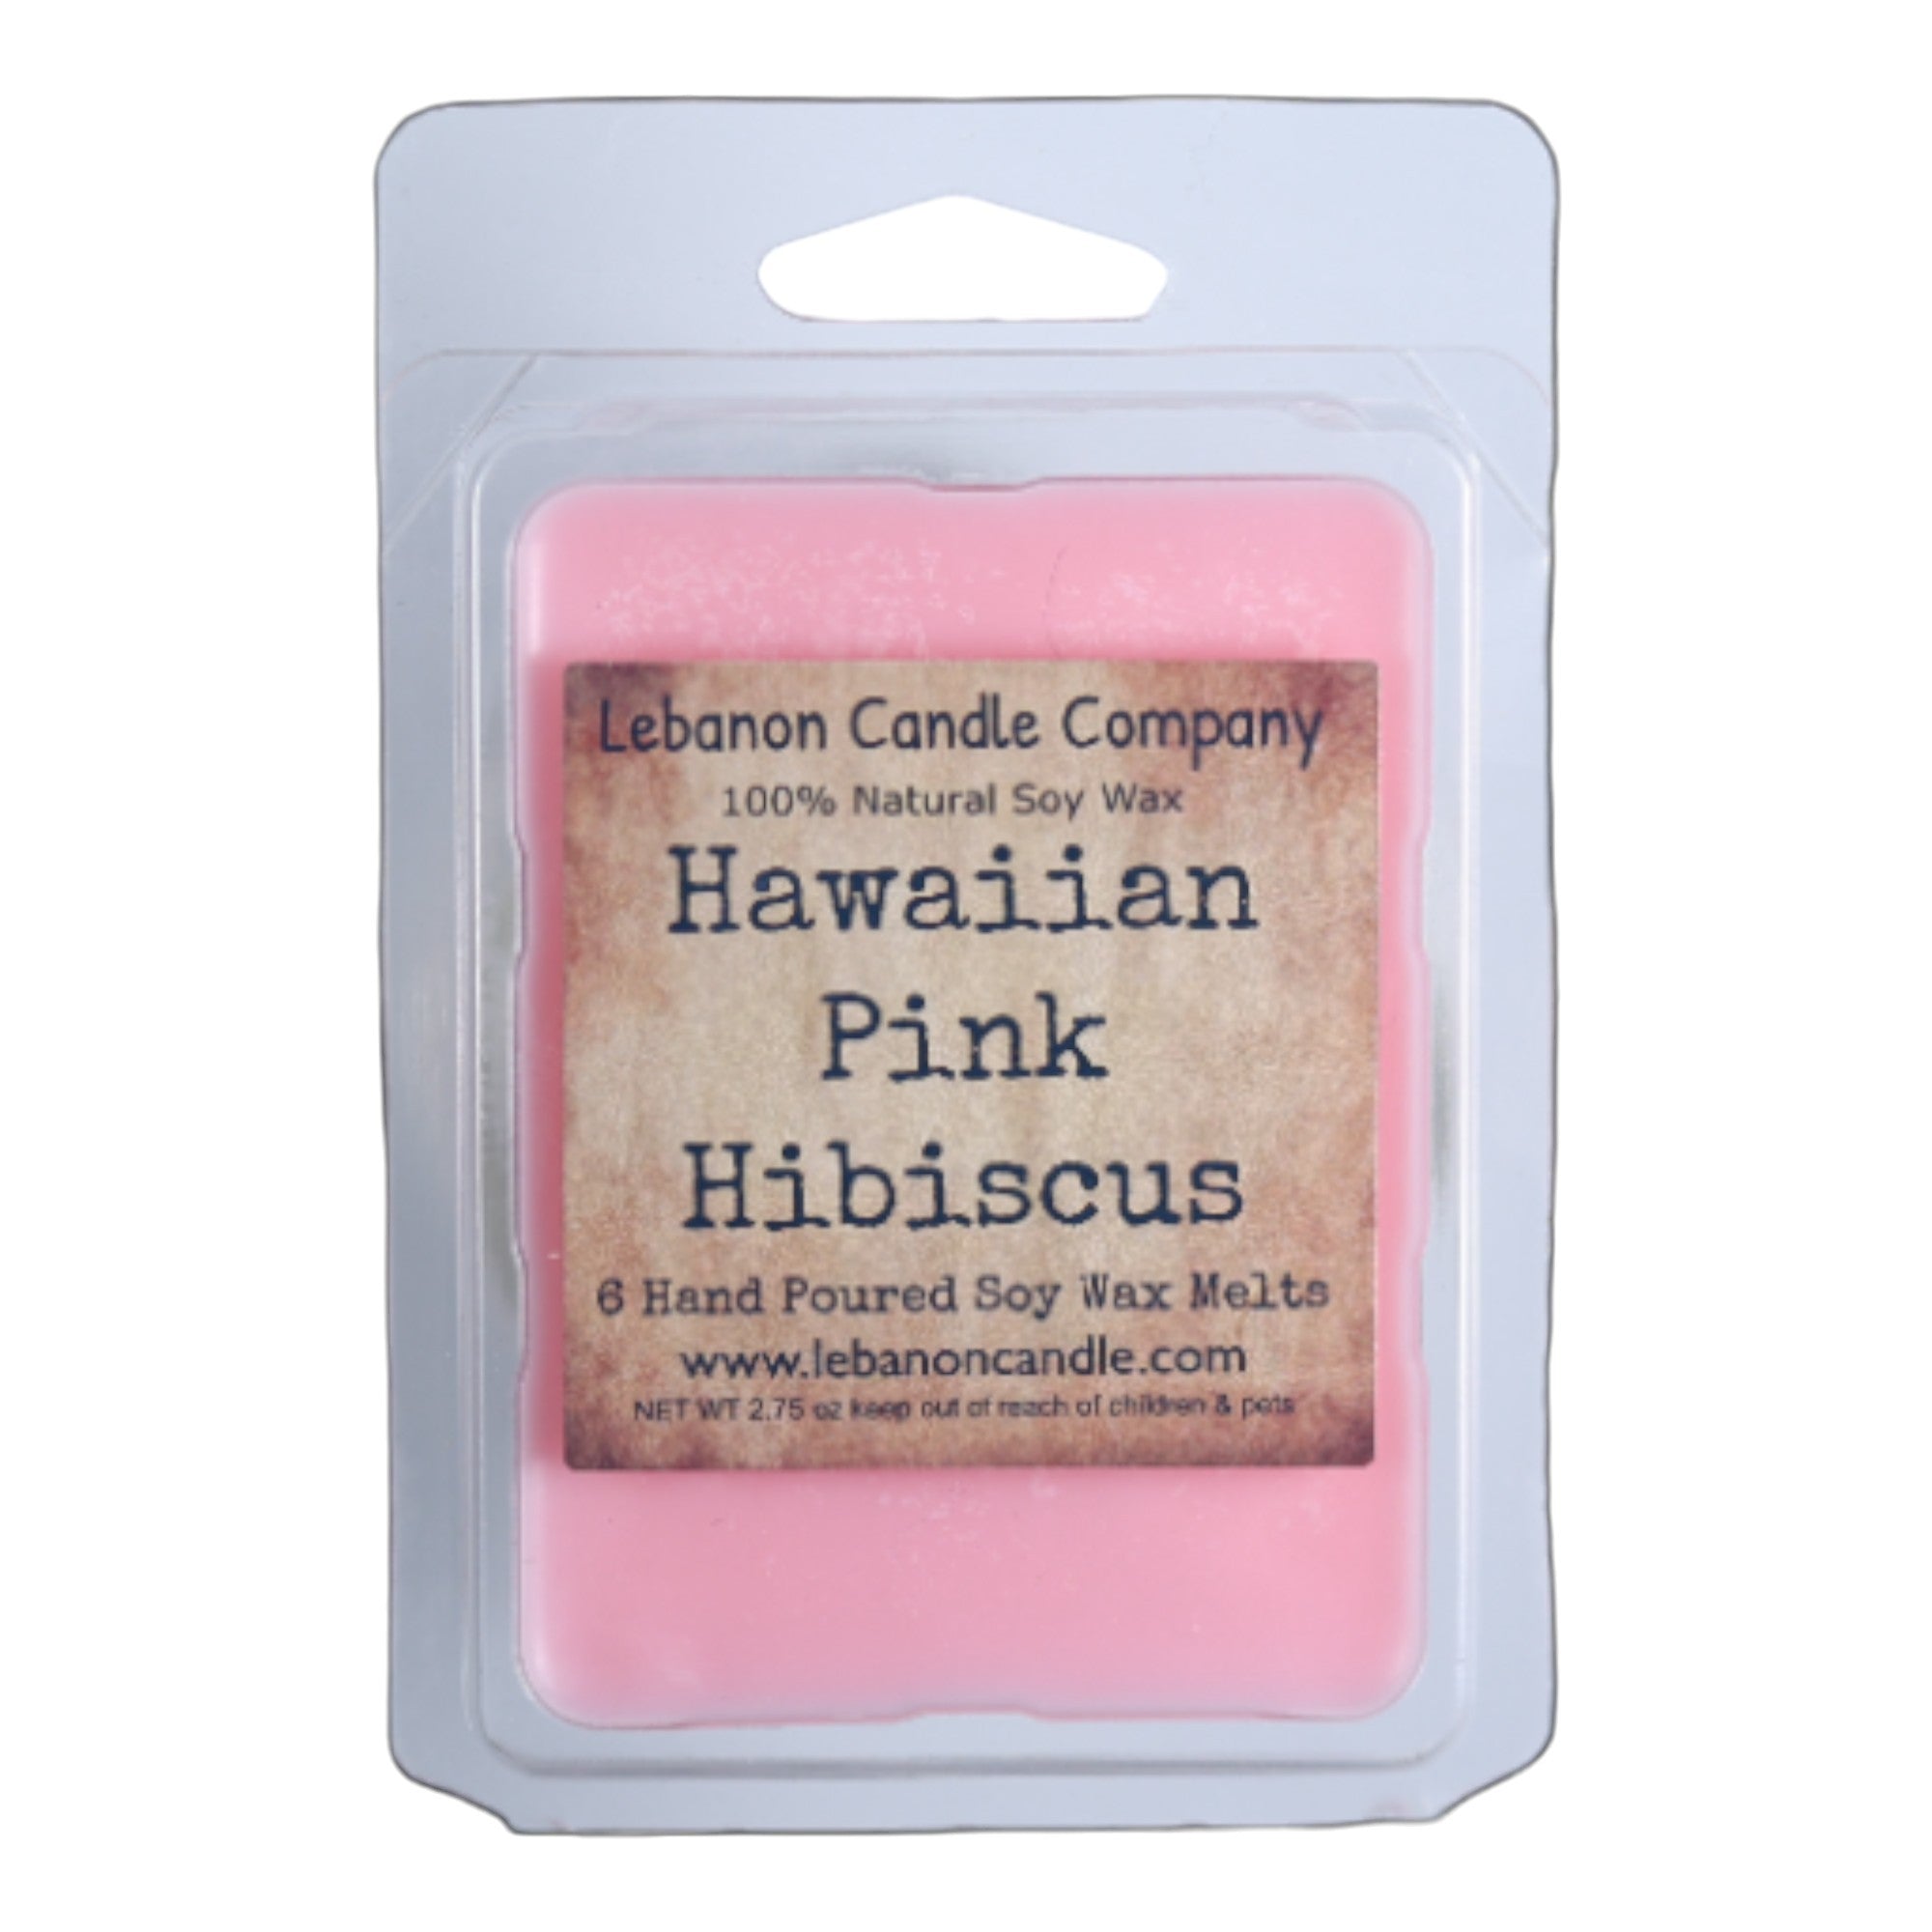 Lebanon Candle Company
100% Natural Soy Wax
Hawaiian
Pink
Hibiscus
6 Hand Poured Soy Wax Melts
www.lebanoncandle.com
NET WT 2.75 oz keep out of reach of children & pets